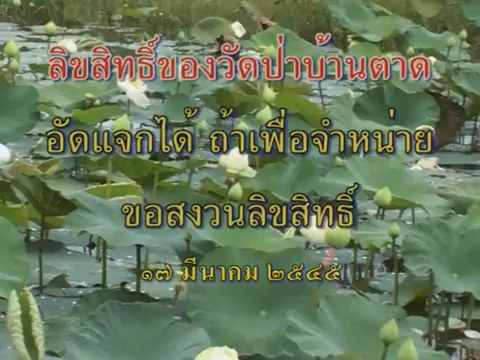 ลิขสิทธิ์ของวัดป่าบ้านตาด
อัดแจกได้ ถ้าเพื่อจำหน่าย
ขอสงวนลิขสิทธิ์
๑๗ มีนาคม ๒๕๔๕